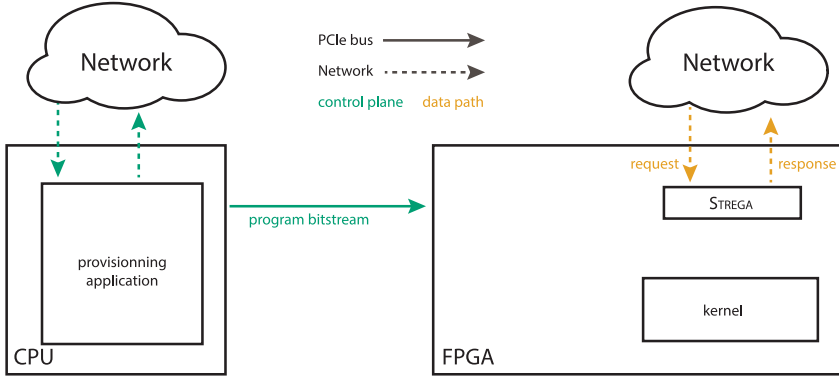 Network
PCIe bus
Network
control plane data path
Network
request
response
STREGA
program bitstream
provisionning
application
kernel
CPU
FPGA